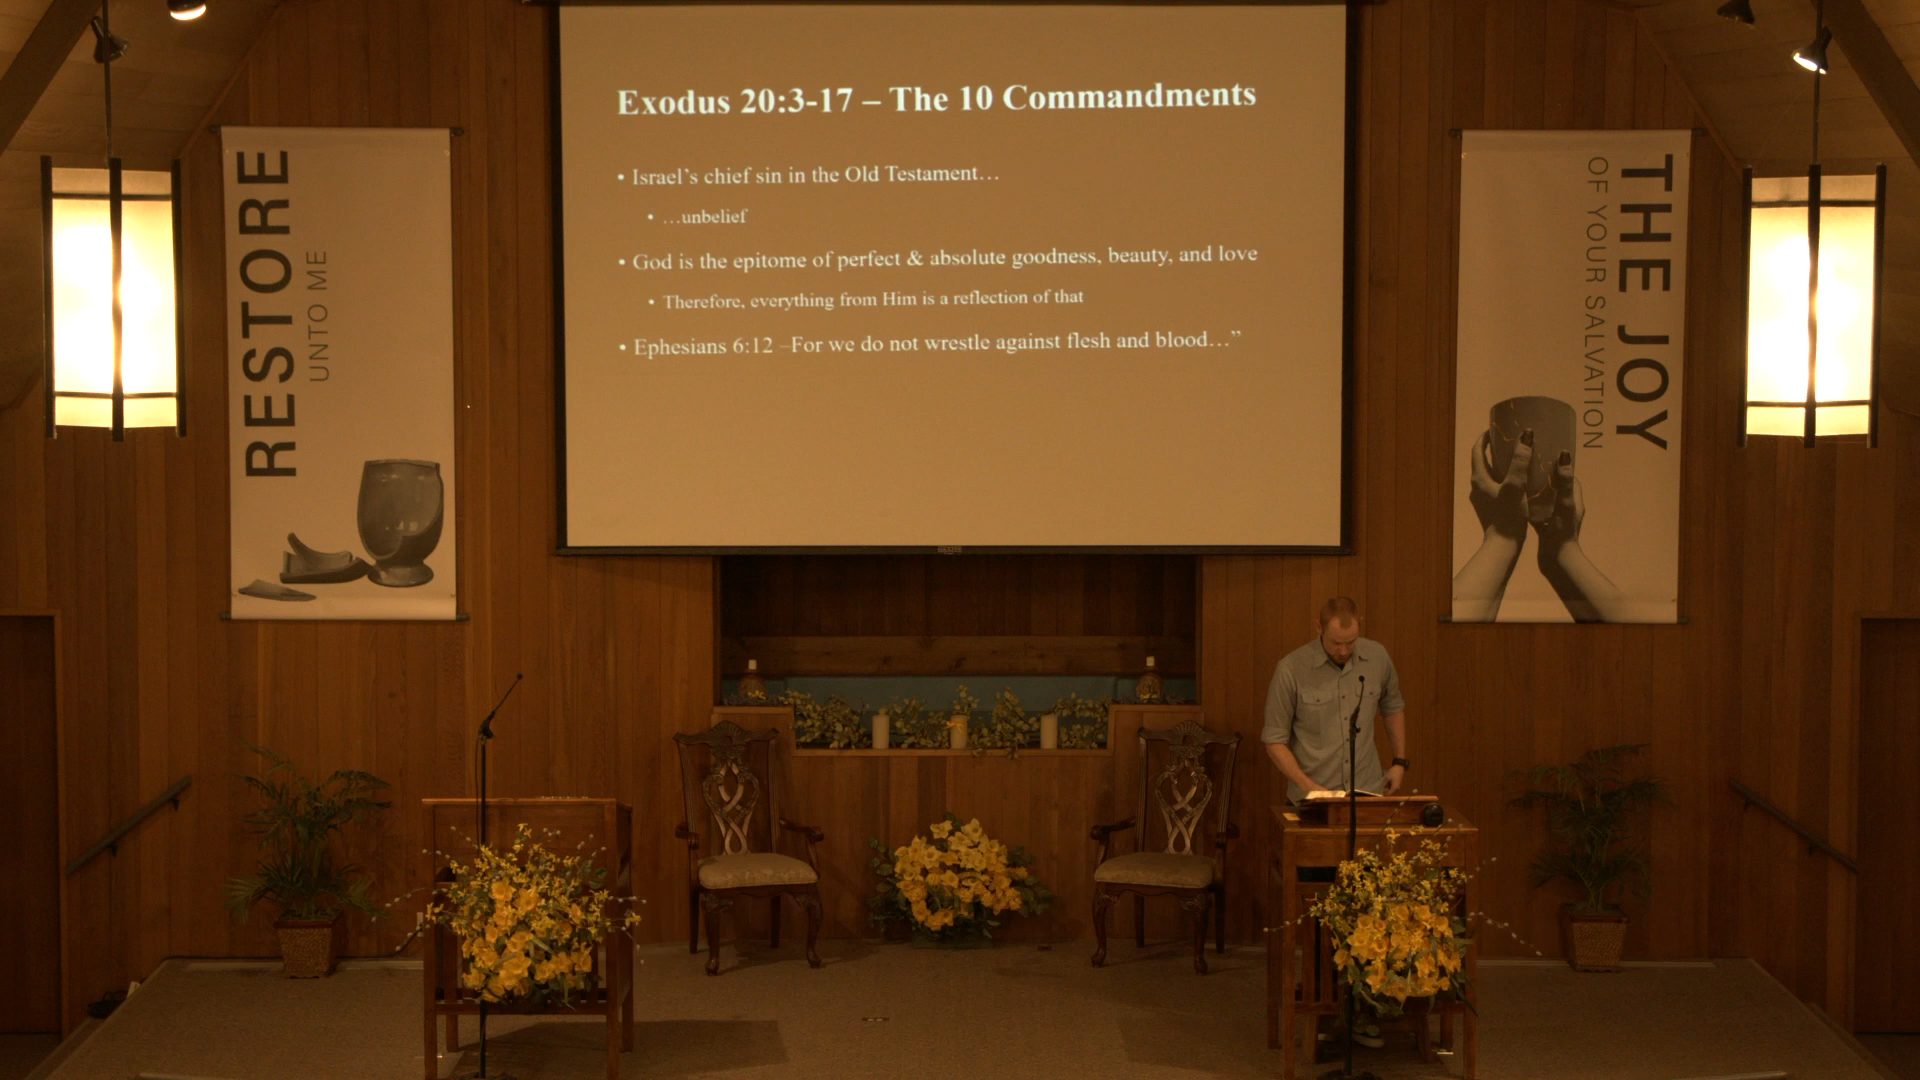 RESTORE
UNTO ME
Exodus 20:3-17 – The 10 Commandments
• Israel's chief sin in the Old Testament…
• …unbelief
• God is the epitome of perfect & absolute goodness, beauty, and love
• Therefore, everything from Him is a reflection of that
• Ephesians 6:12 –For we do not wrestle against flesh and blood…”
THE JOY
OF YOUR SALVATION